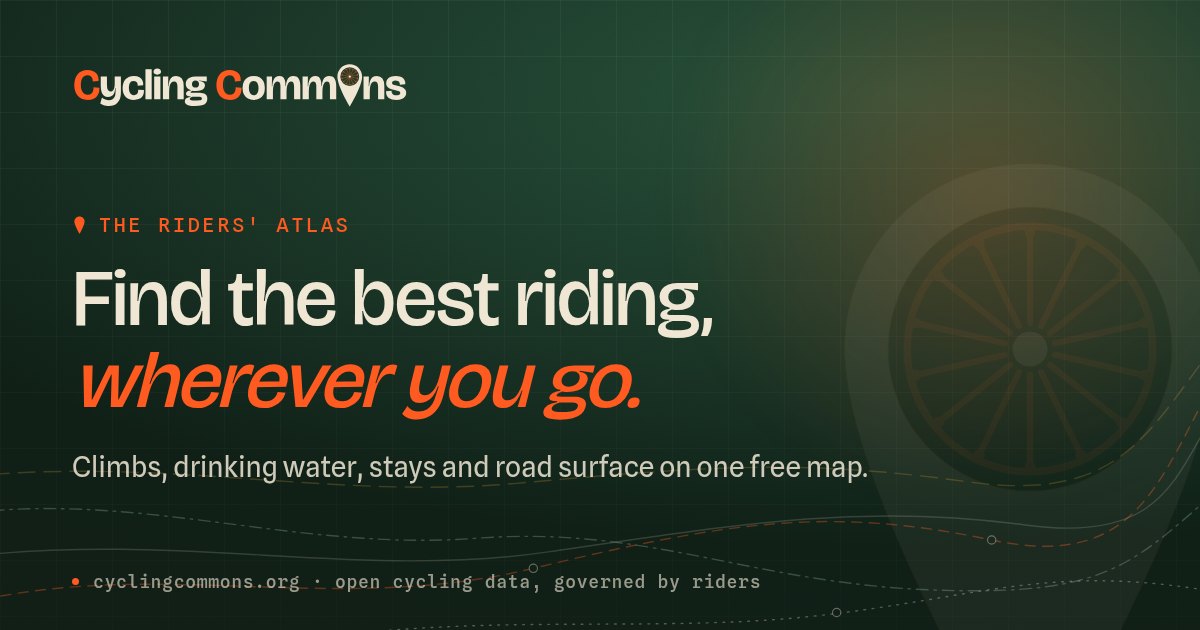 Cycling Commons
THE RIDERS' ATLAS
Find the best riding,
wherever you go.
Climbs, drinking water, stays and road surface on one free map.
cyclingcommons.org · open cycling data, governed by riders